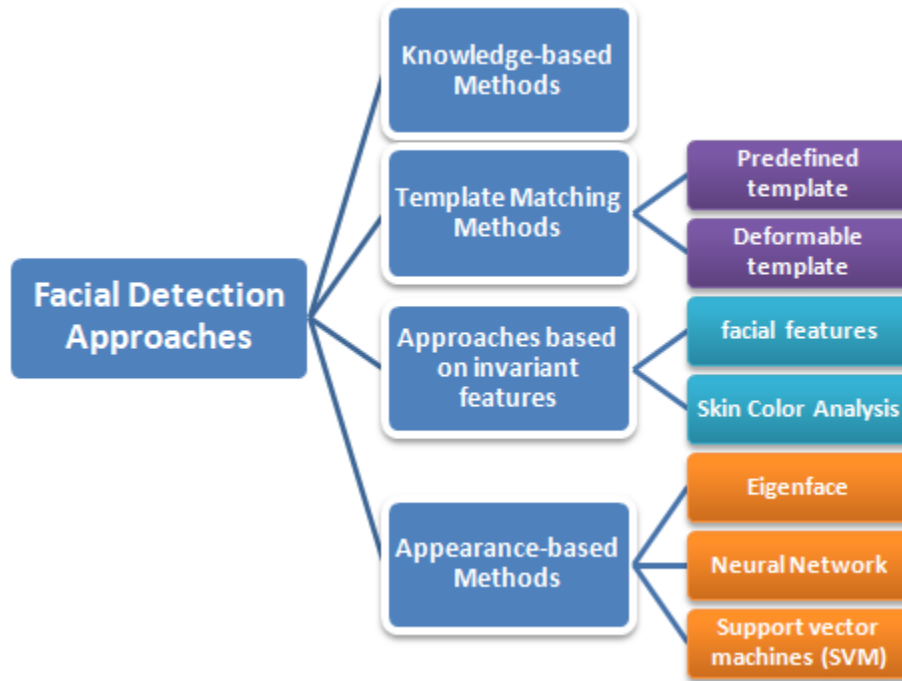 Knowledge-based
Methods
Template Matching
Methods
Predefined
template
Deformable
template
Facial Detection
Approaches
Approaches based
on invariant
features
facial features
Skin Color Analysis
Appearance-based
Methods
Eigenface
Neural Network
Support vector
machines (SVM)